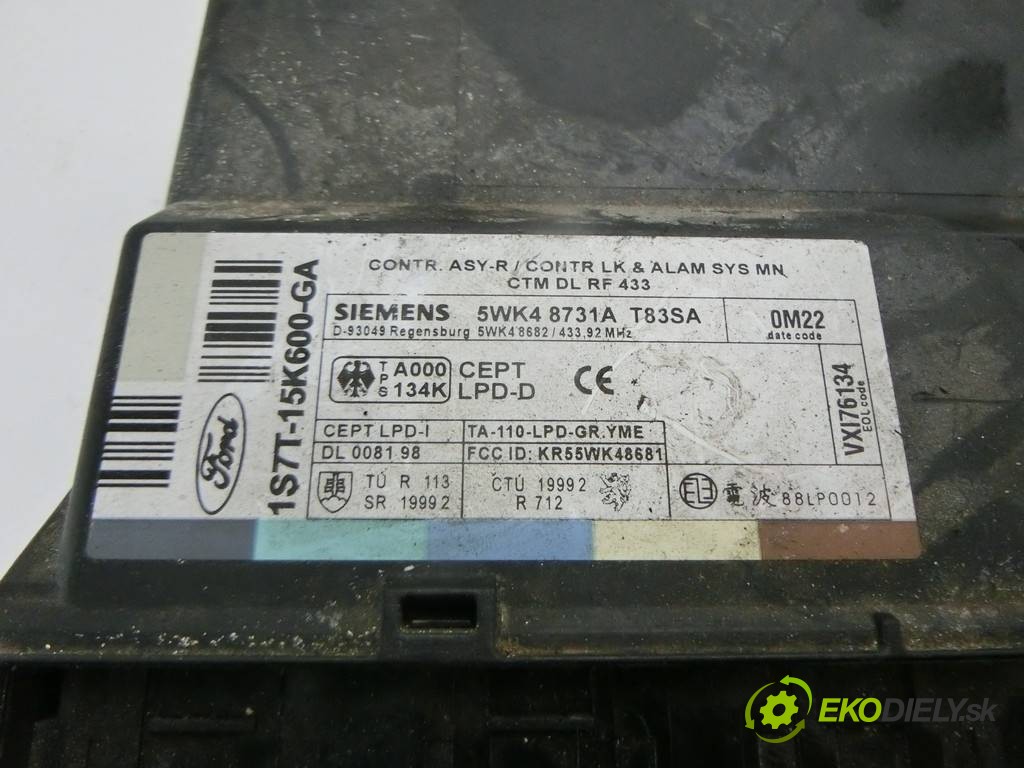 CONTR. ASY-R / CONTR LK & ALAM SYS MN
CTM DL RF 433
SIEMENS 5WK4 8731A T83SA
D-93049 Regensburg 5WK4 8682 / 433,92 MHz
0M22
date code
TPS A000
134K
CEPT
LPD-D
CE
CEPT LPD-I
TA-110-LPD-GR.YME
DL 0081 98
FCC ID: KR55WK48681
TÚ R 113
SR 1999 2
CTÚ 1999 2
R 712
電波 88LP0012
VXI76134
EOL code
Ford
1S7T-15K600-GA
EKODIELY.sk